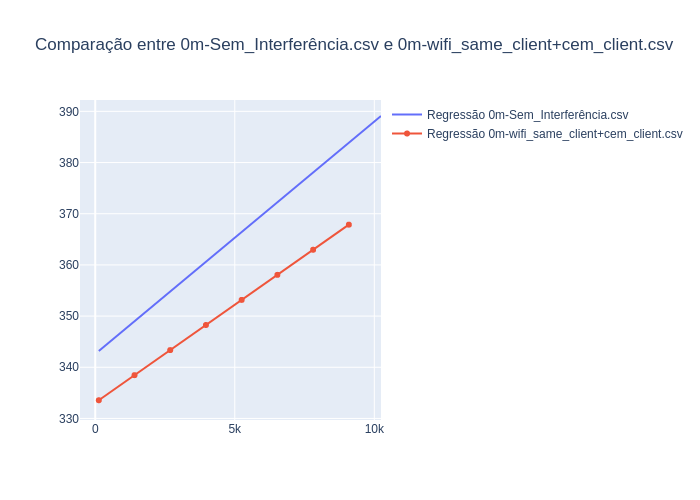 Comparação entre 0m-Sem_Interferência.csv e 0m-wifi_same_client+cem_client.csv
Regressão 0m-Sem_Interferência.csv
Regressão 0m-wifi_same_client+cem_client.csv
390
380
370
360
350
340
330
0
5k
10k